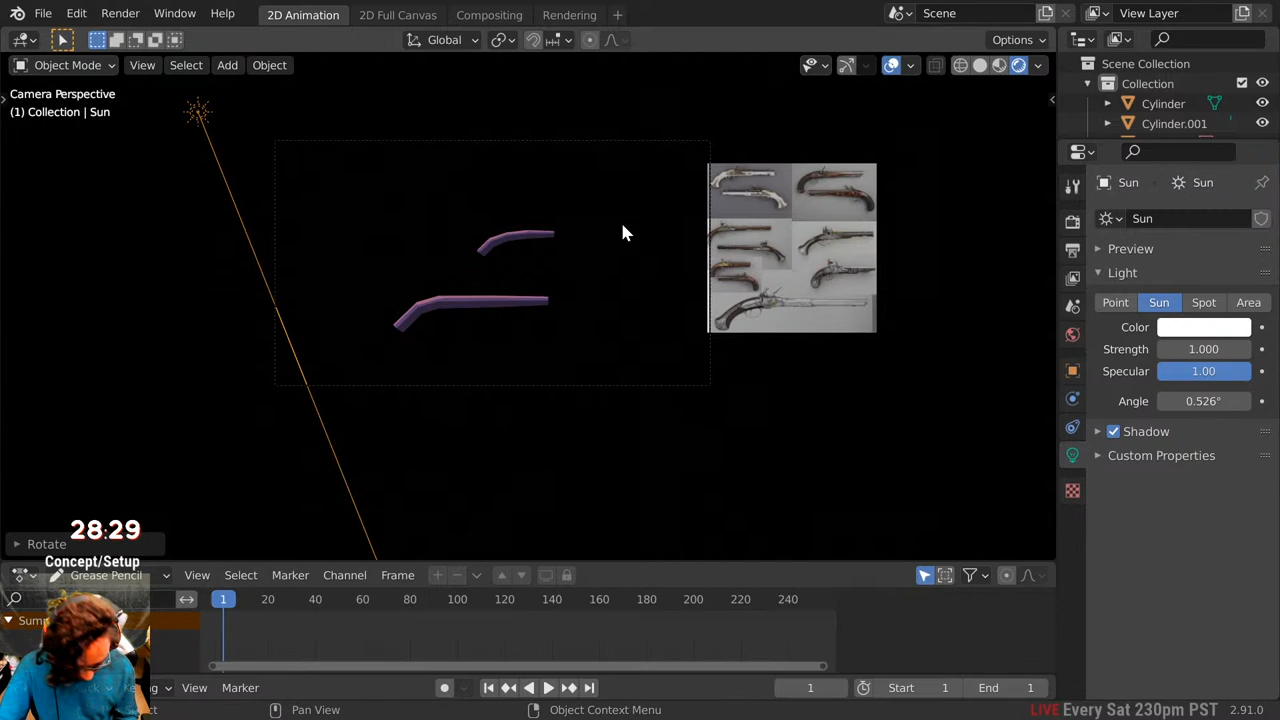 File Edit Render Window Help 2D Animation 2D Full Canvas Compositing Rendering + Scene View Layer
Global Options
Object Mode View Select Add Object
Camera Perspective
(1) Collection | Sun
Scene Collection
Collection
Cylinder
Cylinder.001
Sun Sun
Sun
Preview
Light
Point Sun Spot Area
Color
Strength 1.000
Specular 1.00
Angle 0.526°
Shadow
Custom Properties
28:29
Rotate
Concept/Setup
Grease Pencil View Select Marker Channel Frame
1 20 40 60 80 100 120 140 160 180 200 220 240
View Marker 1 Start 1 End 1
Pan View Object Context Menu LIVE Every Sat 230pm PST 2.91.0